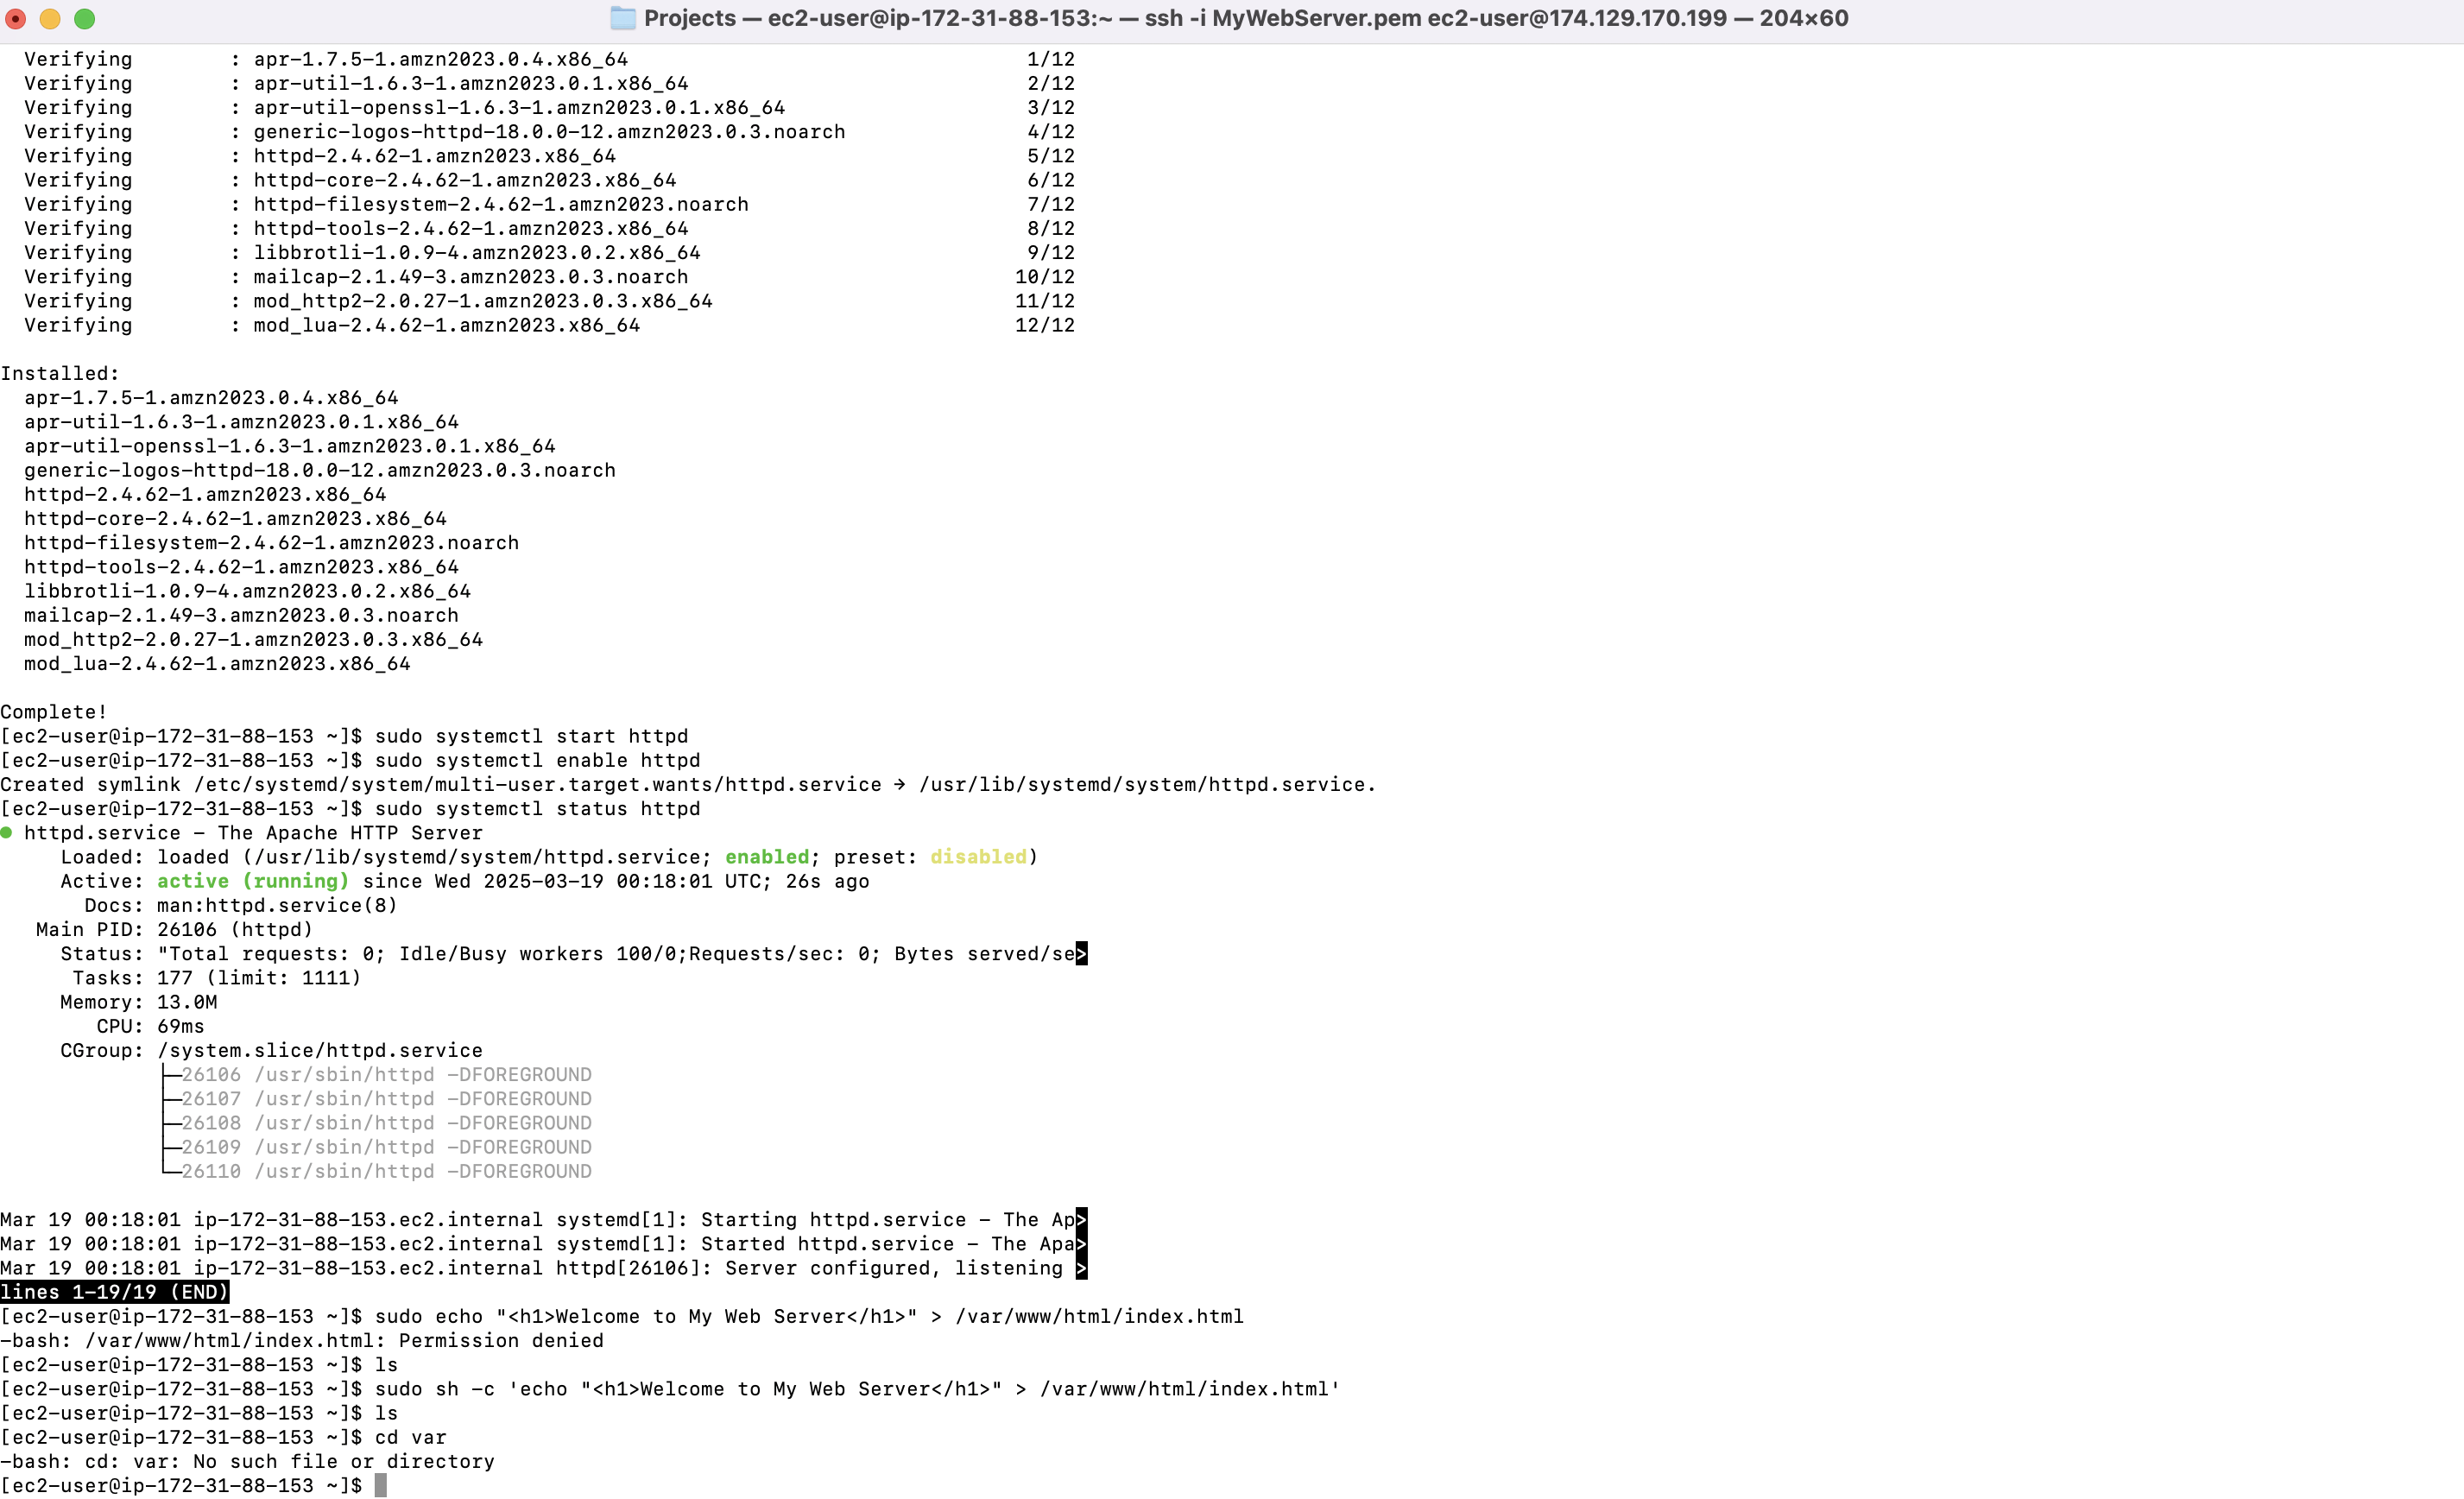 Projects — ec2-user@ip-172-31-88-153:~ — ssh -i MyWebServer.pem ec2-user@174.129.170.199 — 204×60
  Verifying        : apr-1.7.5-1.amzn2023.0.4.x86_64                                 1/12
  Verifying        : apr-util-1.6.3-1.amzn2023.0.1.x86_64                            2/12
  Verifying        : apr-util-openssl-1.6.3-1.amzn2023.0.1.x86_64                    3/12
  Verifying        : generic-logos-httpd-18.0.0-12.amzn2023.0.3.noarch               4/12
  Verifying        : httpd-2.4.62-1.amzn2023.x86_64                                  5/12
  Verifying        : httpd-core-2.4.62-1.amzn2023.x86_64                             6/12
  Verifying        : httpd-filesystem-2.4.62-1.amzn2023.noarch                       7/12
  Verifying        : httpd-tools-2.4.62-1.amzn2023.x86_64                            8/12
  Verifying        : libbrotli-1.0.9-4.amzn2023.0.2.x86_64                           9/12
  Verifying        : mailcap-2.1.49-3.amzn2023.0.3.noarch                           10/12
  Verifying        : mod_http2-2.0.27-1.amzn2023.0.3.x86_64                         11/12
  Verifying        : mod_lua-2.4.62-1.amzn2023.x86_64                               12/12

Installed:
  apr-1.7.5-1.amzn2023.0.4.x86_64
  apr-util-1.6.3-1.amzn2023.0.1.x86_64
  apr-util-openssl-1.6.3-1.amzn2023.0.1.x86_64
  generic-logos-httpd-18.0.0-12.amzn2023.0.3.noarch
  httpd-2.4.62-1.amzn2023.x86_64
  httpd-core-2.4.62-1.amzn2023.x86_64
  httpd-filesystem-2.4.62-1.amzn2023.noarch
  httpd-tools-2.4.62-1.amzn2023.x86_64
  libbrotli-1.0.9-4.amzn2023.0.2.x86_64
  mailcap-2.1.49-3.amzn2023.0.3.noarch
  mod_http2-2.0.27-1.amzn2023.0.3.x86_64
  mod_lua-2.4.62-1.amzn2023.x86_64

Complete!
[ec2-user@ip-172-31-88-153 ~]$ sudo systemctl start httpd
[ec2-user@ip-172-31-88-153 ~]$ sudo systemctl enable httpd
Created symlink /etc/systemd/system/multi-user.target.wants/httpd.service → /usr/lib/systemd/system/httpd.service.
[ec2-user@ip-172-31-88-153 ~]$ sudo systemctl status httpd
● httpd.service - The Apache HTTP Server
     Loaded: loaded (/usr/lib/systemd/system/httpd.service; enabled; preset: disabled)
     Active: active (running) since Wed 2025-03-19 00:18:01 UTC; 26s ago
       Docs: man:httpd.service(8)
   Main PID: 26106 (httpd)
     Status: "Total requests: 0; Idle/Busy workers 100/0;Requests/sec: 0; Bytes served/se>
      Tasks: 177 (limit: 1111)
     Memory: 13.0M
        CPU: 69ms
     CGroup: /system.slice/httpd.service
             ├─26106 /usr/sbin/httpd -DFOREGROUND
             ├─26107 /usr/sbin/httpd -DFOREGROUND
             ├─26108 /usr/sbin/httpd -DFOREGROUND
             ├─26109 /usr/sbin/httpd -DFOREGROUND
             └─26110 /usr/sbin/httpd -DFOREGROUND

Mar 19 00:18:01 ip-172-31-88-153.ec2.internal systemd[1]: Starting httpd.service - The Ap>
Mar 19 00:18:01 ip-172-31-88-153.ec2.internal systemd[1]: Started httpd.service - The Apa>
Mar 19 00:18:01 ip-172-31-88-153.ec2.internal httpd[26106]: Server configured, listening >
lines 1-19/19 (END)
[ec2-user@ip-172-31-88-153 ~]$ sudo echo "<h1>Welcome to My Web Server</h1>" > /var/www/html/index.html
-bash: /var/www/html/index.html: Permission denied
[ec2-user@ip-172-31-88-153 ~]$ ls
[ec2-user@ip-172-31-88-153 ~]$ sudo sh -c 'echo "<h1>Welcome to My Web Server</h1>" > /var/www/html/index.html'
[ec2-user@ip-172-31-88-153 ~]$ ls
[ec2-user@ip-172-31-88-153 ~]$ cd var
-bash: cd: var: No such file or directory
[ec2-user@ip-172-31-88-153 ~]$